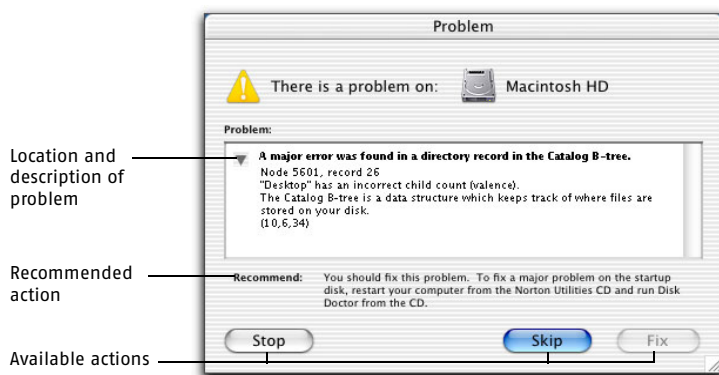 Problem
There is a problem on: Macintosh HD
Problem:
Location and
description of
problem
A major error was found in a directory record in the Catalog B-tree.
Node 5601, record 26
"Desktop" has an incorrect child count (valence).
The Catalog B-tree is a data structure which keeps track of where files are
stored on your disk.
(10,6,34)
Recommended
action
Recommend:
You should fix this problem. To fix a major problem on the startup
disk, restart your computer from the Norton Utilities CD and run Disk
Doctor from the CD.
Available actions
Stop
Skip
Fix